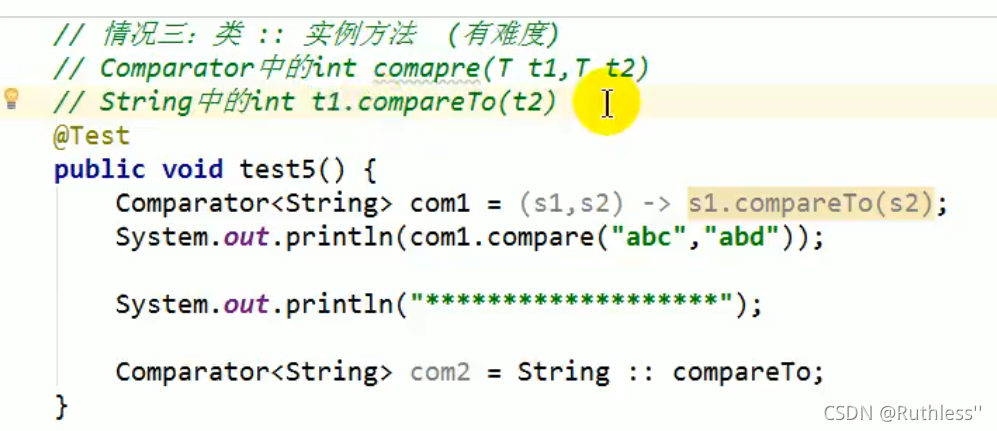 // 情况三：类 :: 实例方法 (有难度)
// Comparator中的int comapre(T t1,T t2)
// String中的int t1.compareTo(t2)
@Test
public void test5() {
Comparator<String> com1 = (s1,s2) -> s1.compareTo(s2);
System.out.println(com1.compare("abc","abd"));
System.out.println("*******************");
Comparator<String> com2 = String :: compareTo;
}
CSDN @Ruthless"